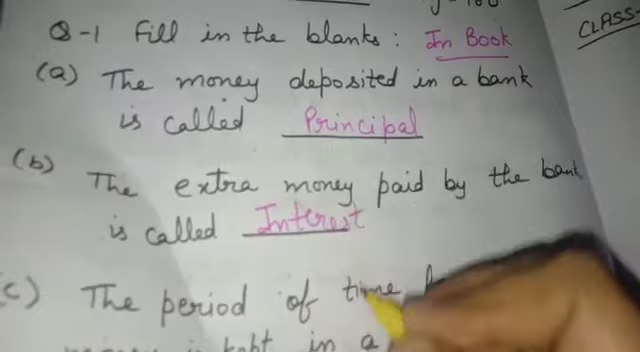 Q-1 Fill in the blanks: In Book
CLASS-
(a) The money deposited in a bank
is called Principal
(b) The extra money paid by the bank
is called Interest
(c) The period of time
in a